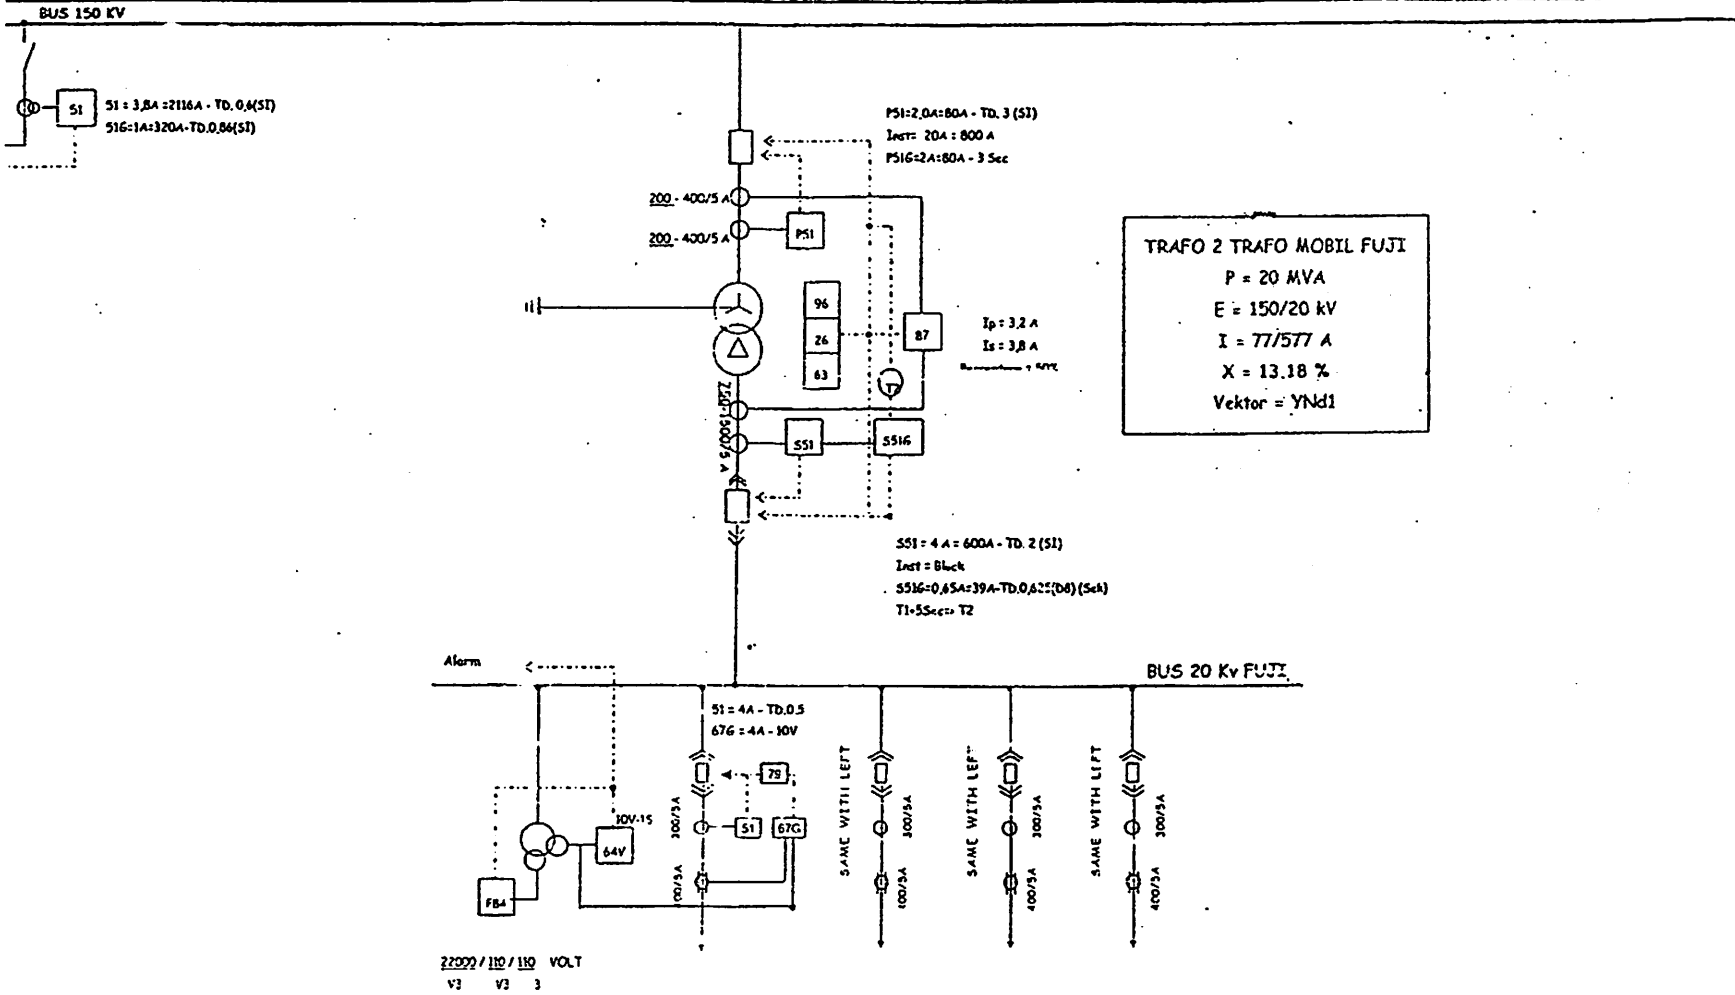 BUS 150 KV
51
51 = 3,8A =2116A - TD. 0,6(SI)
51G=1A=320A-TD.0,86(SI)
P51=2,0A=80A - TD. 3 (SI)
Inst= 20A = 800 A
P51G=2A=80A - 3 Sec
200 - 400/5 A
200 - 400/5 A
P51
96
26
63
87
Ip = 3,2 A
Is = 3,8 A
TRAFO 2 TRAFO MOBIL FUJI
P = 20 MVA
E = 150/20 kV
I = 77/577 A
X = 13.18 %
Vektor = YNd1
S51
S51G
S51 = 4 A = 600A - TD. 2 (SI)
Inst = Block
S51G=0,65A=39A-TD.0,625(DB) (Sek)
T1=5Sec=> T2
Alarm
BUS 20 Kv FUJI
51 = 4A - TD.0.5
67G = 4A - 10V
79
51
67G
300/5A
SAME WITH LEFT
300/5A
400/5A
SAME WITH LEFT
300/5A
400/5A
SAME WITH LEFT
300/5A
400/5A
64V
F84
22000 / 110 / 110 VOLT
V3 V3 3